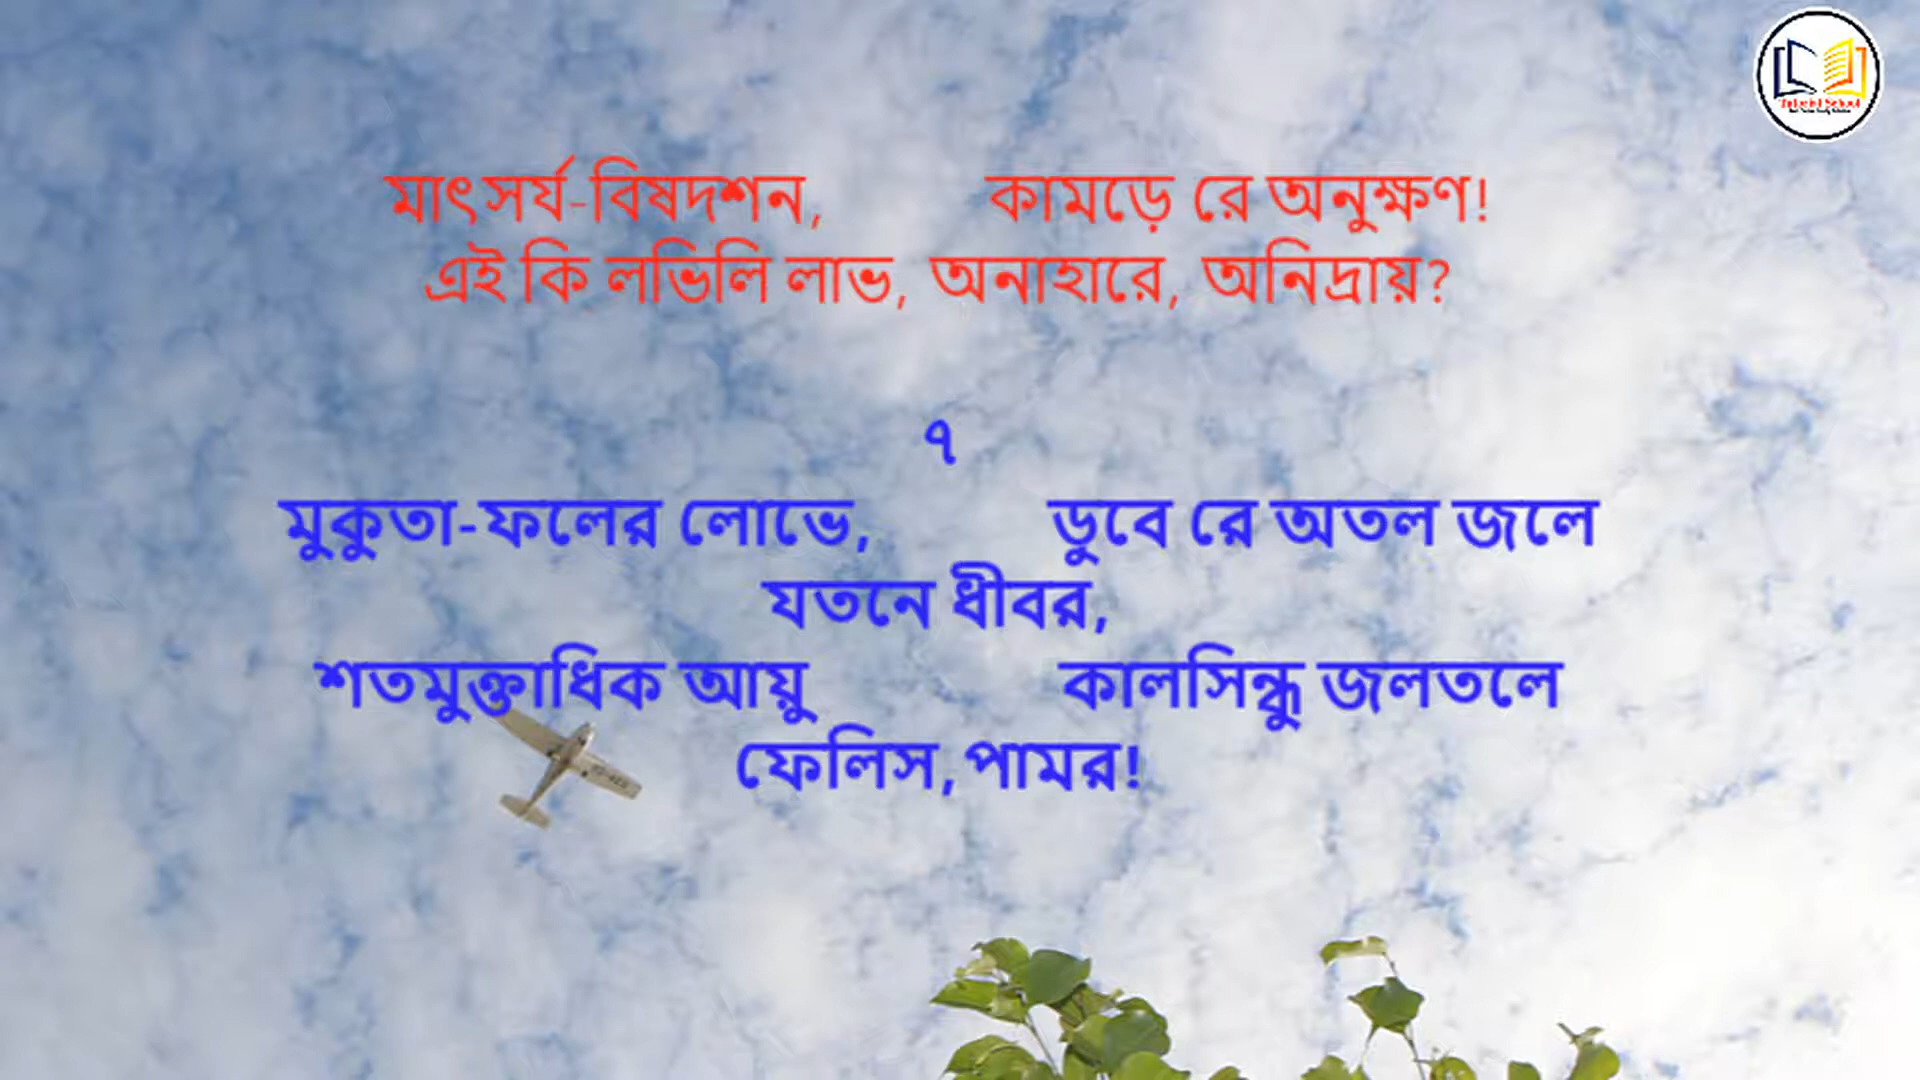 মাৎসর্য-বিষদশন, কামড়ে রে অনুক্ষণ!
এই কি লভিলি লাভ, অনাহারে, অনিদ্রায়?
৭
মুকুতা-ফলের লোভে, ডুবে রে অতল জলে
যতনে ধীবর,
শতমুক্তাধিক আয়ু কালসিন্ধু জলতলে
ফেলিস, পামর!